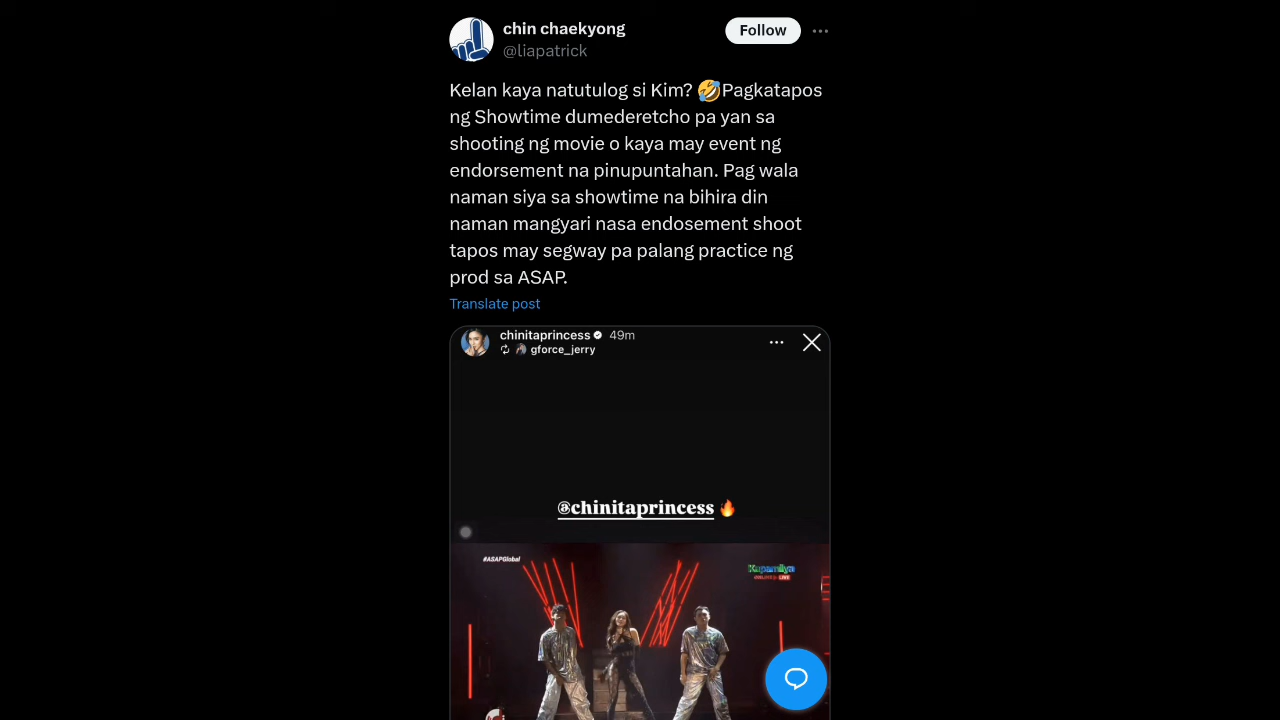 chin chaekyong
@liapatrick
Follow
Kelan kaya natutulog si Kim? 🤣Pagkatapos
ng Showtime dumederetcho pa yan sa
shooting ng movie o kaya may event ng
endorsement na pinupuntahan. Pag wala
naman siya sa showtime na bihira din
naman mangyari nasa endosement shoot
tapos may segway pa palang practice ng
prod sa ASAP.
Translate post
chinitaprincess 49m
gforce_jerry
@chinitaprincess 🔥
#ASAPGlobal
Kapamilya
LIVE